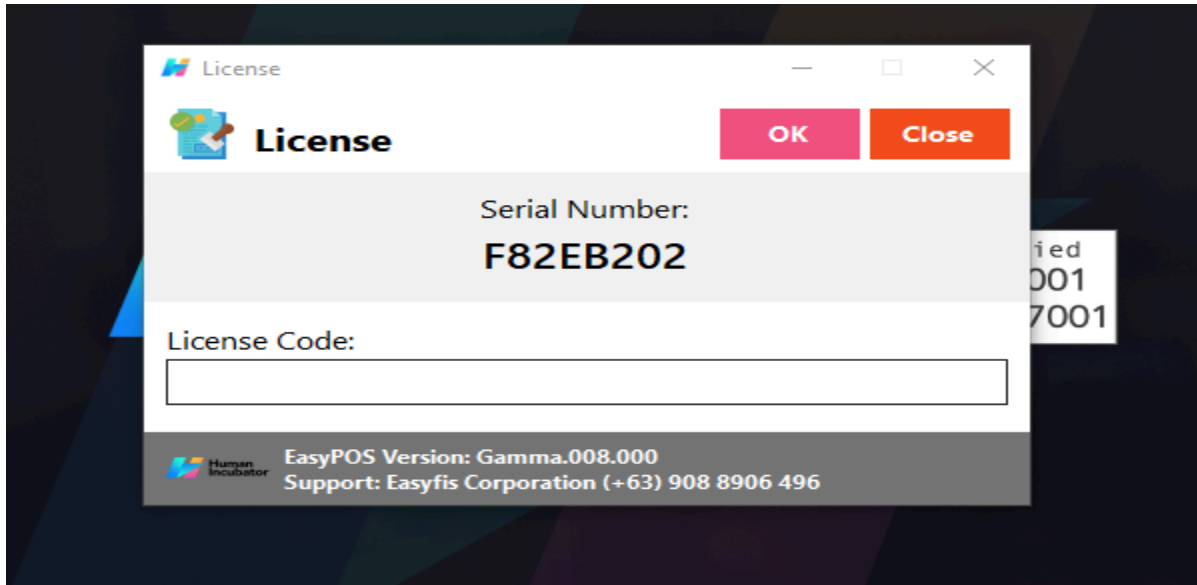 License
License
OK
Close
Serial Number:
F82EB202
ied
001
7001
License Code:
Human
Incubator
EasyPOS Version: Gamma.008.000
Support: Easyfis Corporation (+63) 908 8906 496